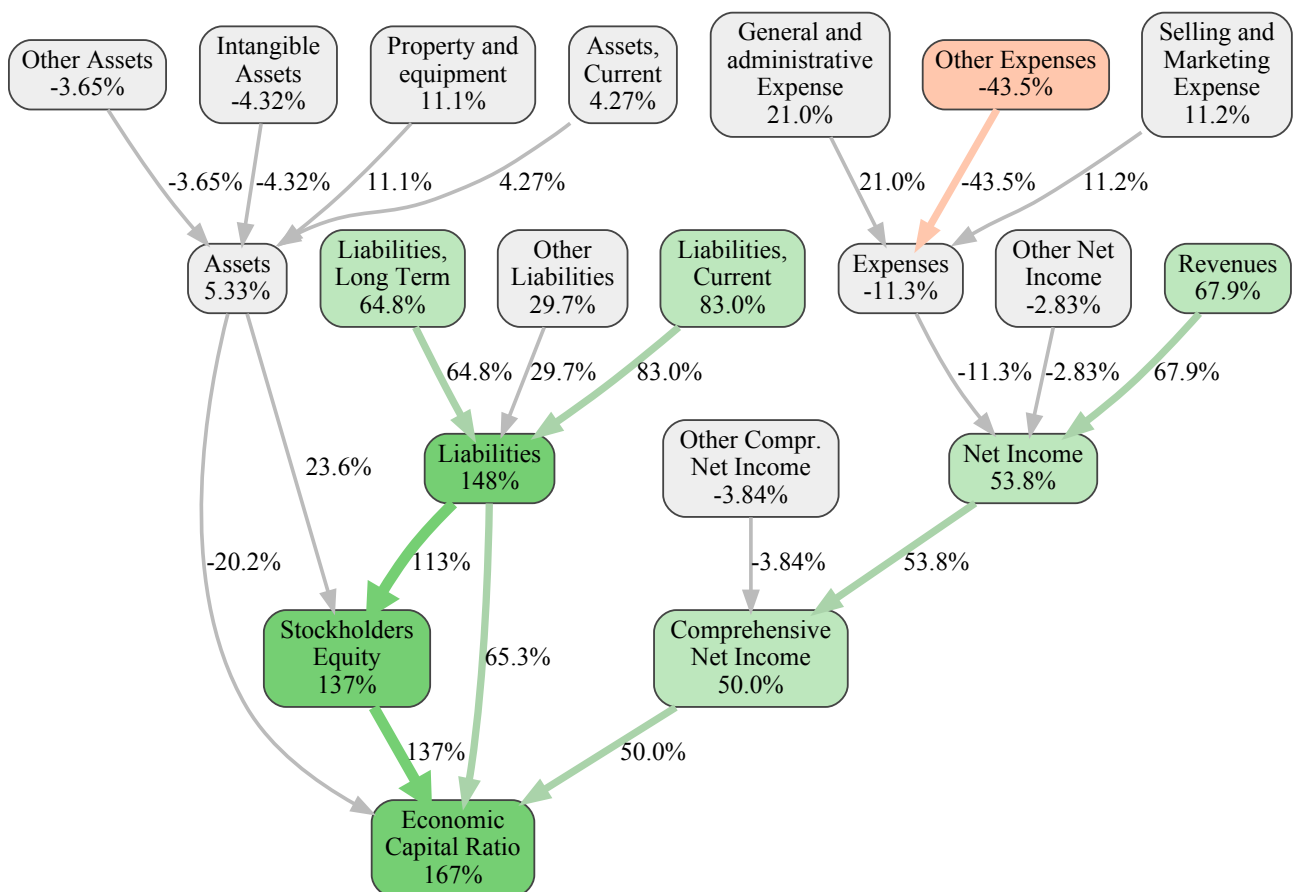 Other Assets
-3.65%
Intangible
Assets
-4.32%
Property and
equipment
11.1%
Assets,
Current
4.27%
General and
administrative
Expense
21.0%
Other Expenses
-43.5%
Selling and
Marketing
Expense
11.2%
-3.65%
-4.32%
11.1%
4.27%
21.0%
-43.5%
11.2%
Assets
5.33%
Liabilities,
Long Term
64.8%
Other
Liabilities
29.7%
Liabilities,
Current
83.0%
Expenses
-11.3%
Other Net
Income
-2.83%
Revenues
67.9%
64.8%
29.7%
83.0%
-11.3%
-2.83%
67.9%
Liabilities
148%
Other Compr.
Net Income
-3.84%
Net Income
53.8%
23.6%
-20.2%
113%
-3.84%
53.8%
Stockholders
Equity
137%
65.3%
Comprehensive
Net Income
50.0%
137%
50.0%
Economic
Capital Ratio
167%